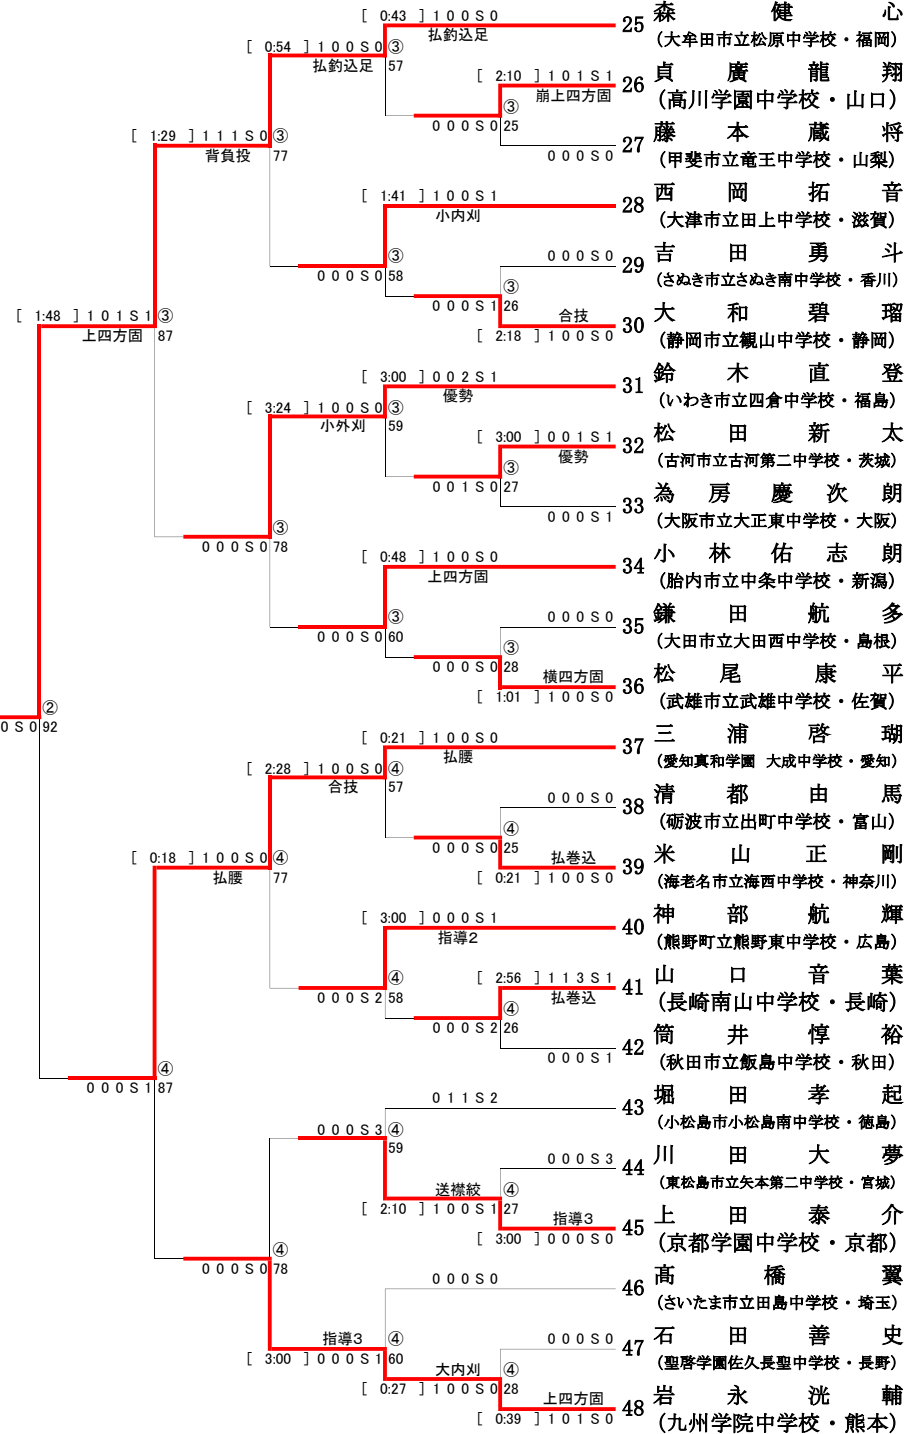 [ 0:43 ] 1 0 0 S 0
払釣込足
25
森 健 心
(大牟田市立松原中学校・福岡)
[ 0:54 ] 1 0 0 S 0 ③
払釣込足 57
[ 2:10 ] 1 0 1 S 1
崩上四方固
26
貞 廣 龍 翔
(高川学園中学校・山口)
③
0 0 0 S 0 25
[ 1:29 ] 1 1 1 S 0 ③
背負投 77
0 0 0 S 0
27
藤 本 蔵 将
(甲斐市立竜王中学校・山梨)
[ 1:41 ] 1 0 0 S 1
小内刈
28
西 岡 拓 音
(大津市立田上中学校・滋賀)
③
0 0 0 S 0 58
0 0 0 S 0
29
吉 田 勇 斗
(さぬき市立さぬき南中学校・香川)
③
0 0 0 S 1 26
[ 1:48 ] 1 0 1 S 1 ③
上四方固 87
合技
[ 2:18 ] 1 0 0 S 0
30
大 和 碧 瑠
(静岡市立観山中学校・静岡)
[ 3:00 ] 0 0 2 S 1
優勢
31
鈴 木 直 登
(いわき市立四倉中学校・福島)
[ 3:24 ] 1 0 0 S 0 ③
小外刈 59
[ 3:00 ] 0 0 1 S 1
優勢
32
松 田 新 太
(古河市立古河第二中学校・茨城)
③
0 0 1 S 0 27
0 0 0 S 1
33
為 房 慶 次 朗
(大阪市立大正東中学校・大阪)
③
0 0 0 S 0 78
[ 0:48 ] 1 0 0 S 0
上四方固
34
小 林 佑 志 朗
(胎内市立中条中学校・新潟)
③
0 0 0 S 0 60
0 0 0 S 0
35
鎌 田 航 多
(大田市立大田西中学校・島根)
③
0 0 0 S 0 28
横四方固
[ 1:01 ] 1 0 0 S 0
36
松 尾 康 平
(武雄市立武雄中学校・佐賀)
②
0 S 0 92
[ 0:21 ] 1 0 0 S 0
払腰
37
三 浦 啓 瑚
(愛知真和学園 大成中学校・愛知)
[ 2:28 ] 1 0 0 S 0 ④
合技 57
0 0 0 S 0
38
清 都 由 馬
(砺波市立出町中学校・富山)
④
0 0 0 S 0 25
[ 0:18 ] 1 0 0 S 0 ④
払腰 77
払巻込
[ 0:21 ] 1 0 0 S 0
39
米 山 正 剛
(海老名市立海西中学校・神奈川)
[ 3:00 ] 0 0 0 S 1
指導2
40
神 部 航 輝
(熊野町立熊野東中学校・広島)
④
0 0 0 S 2 58
[ 2:56 ] 1 1 3 S 1
払巻込
41
山 口 音 葉
(長崎南山中学校・長崎)
④
0 0 0 S 2 26
0 0 0 S 1
42
筒 井 惇 裕
(秋田市立飯島中学校・秋田)
④
0 0 0 S 1 87
0 1 1 S 2
43
堀 田 孝 起
(小松島市小松島南中学校・徳島)
0 0 0 S 3 ④
59
0 0 0 S 3
44
川 田 大 夢
(東松島市立矢本第二中学校・宮城)
送襟絞 ④
[ 2:10 ] 1 0 0 S 1 27
指導3
[ 3:00 ] 0 0 0 S 0
45
上 田 泰 介
(京都学園中学校・京都)
④
0 0 0 S 0 78
0 0 0 S 0
46
髙 橋 翼
(さいたま市立田島中学校・埼玉)
指導3 ④
[ 3:00 ] 0 0 0 S 1 60
0 0 0 S 0
47
石 田 善 史
(聖啓学園佐久長聖中学校・長野)
大内刈 ④
[ 0:27 ] 1 0 0 S 0 28
上四方固
[ 0:39 ] 1 0 1 S 0
48
岩 永 洸 輔
(九州学院中学校・熊本)